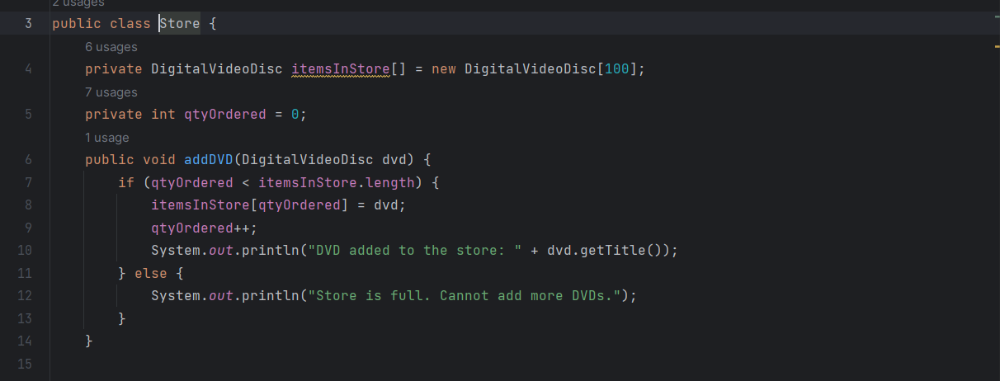 2 usages
3 public class Store {
6 usages
4 private DigitalVideoDisc itemsInStore[] = new DigitalVideoDisc[100];
7 usages
5 private int qtyOrdered = 0;
1 usage
6 public void addDVD(DigitalVideoDisc dvd) {
7 if (qtyOrdered < itemsInStore.length) {
8 itemsInStore[qtyOrdered] = dvd;
9 qtyOrdered++;
10 System.out.println("DVD added to the store: " + dvd.getTitle());
11 } else {
12 System.out.println("Store is full. Cannot add more DVDs.");
13 }
14 }
15